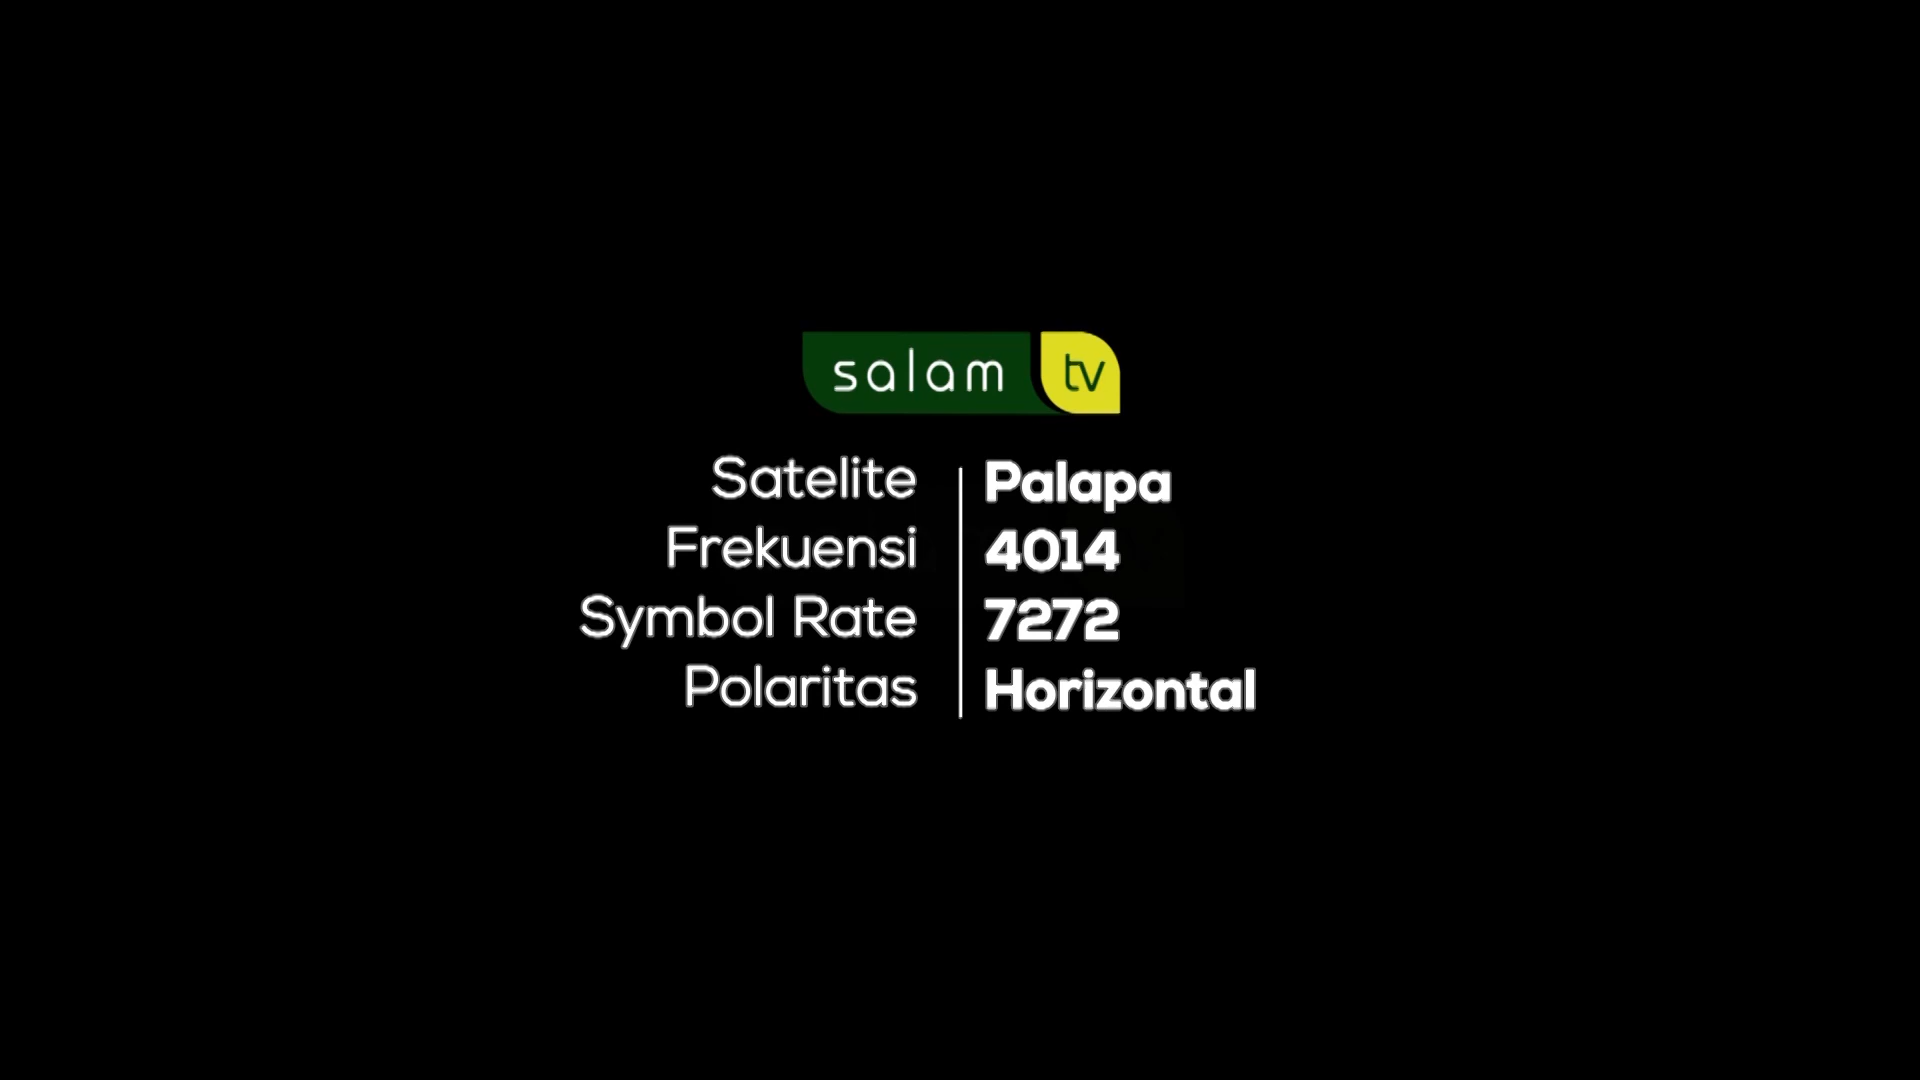 salam tv
Satelite Palapa
Frekuensi 4014
Symbol Rate 7272
Polaritas Horizontal